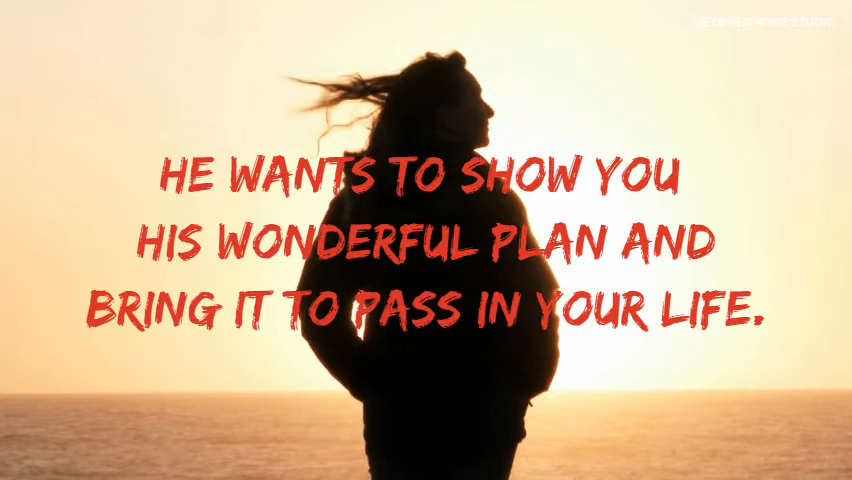 HE WANTS TO SHOW YOU
HIS WONDERFUL PLAN AND
BRING IT TO PASS IN YOUR LIFE.